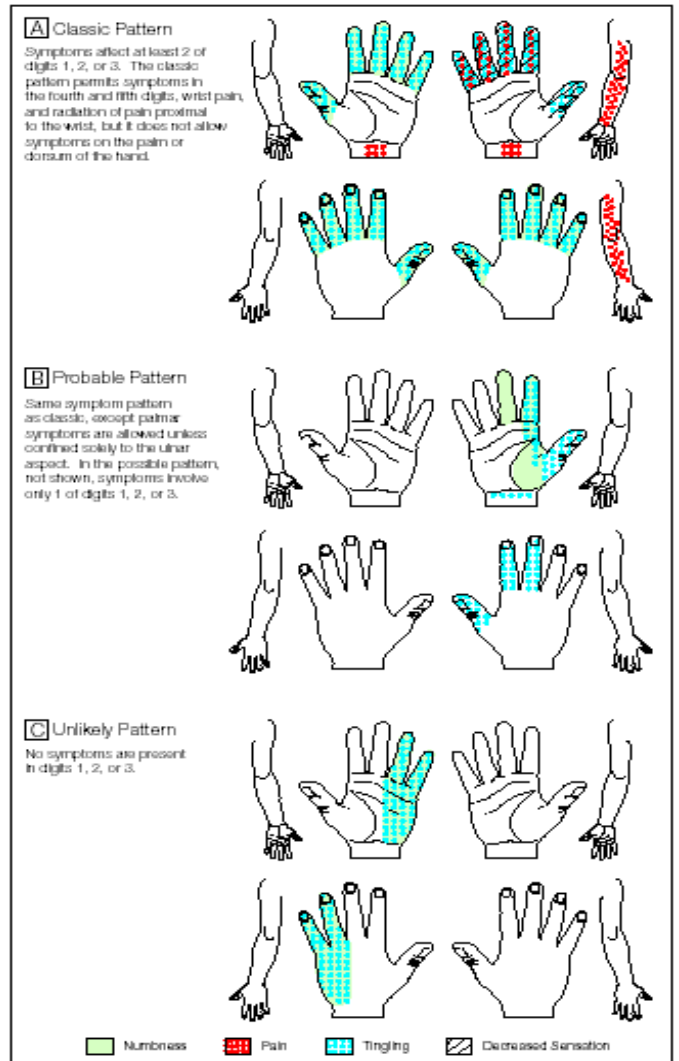 A Classic Pattern
Symptoms affect at least 2 of
digits 1, 2, or 3. The classic
pattern permits symptoms in
the fourth and fifth digits, wrist pain,
and radiation of pain proximal
to the wrist, but it does not allow
symptoms on the palm or
dorsum of the hand.
B Probable Pattern
Same symptom pattern
as classic, except palmar
symptoms are allowed unless
confined solely to the ulnar
aspect. In the possible pattern,
not shown, symptoms involve
only 1 of digits 1, 2, or 3.
C Unlikely Pattern
No symptoms are present
in digits 1, 2, or 3.
Numbness Pain Tingling Decreased Sensation